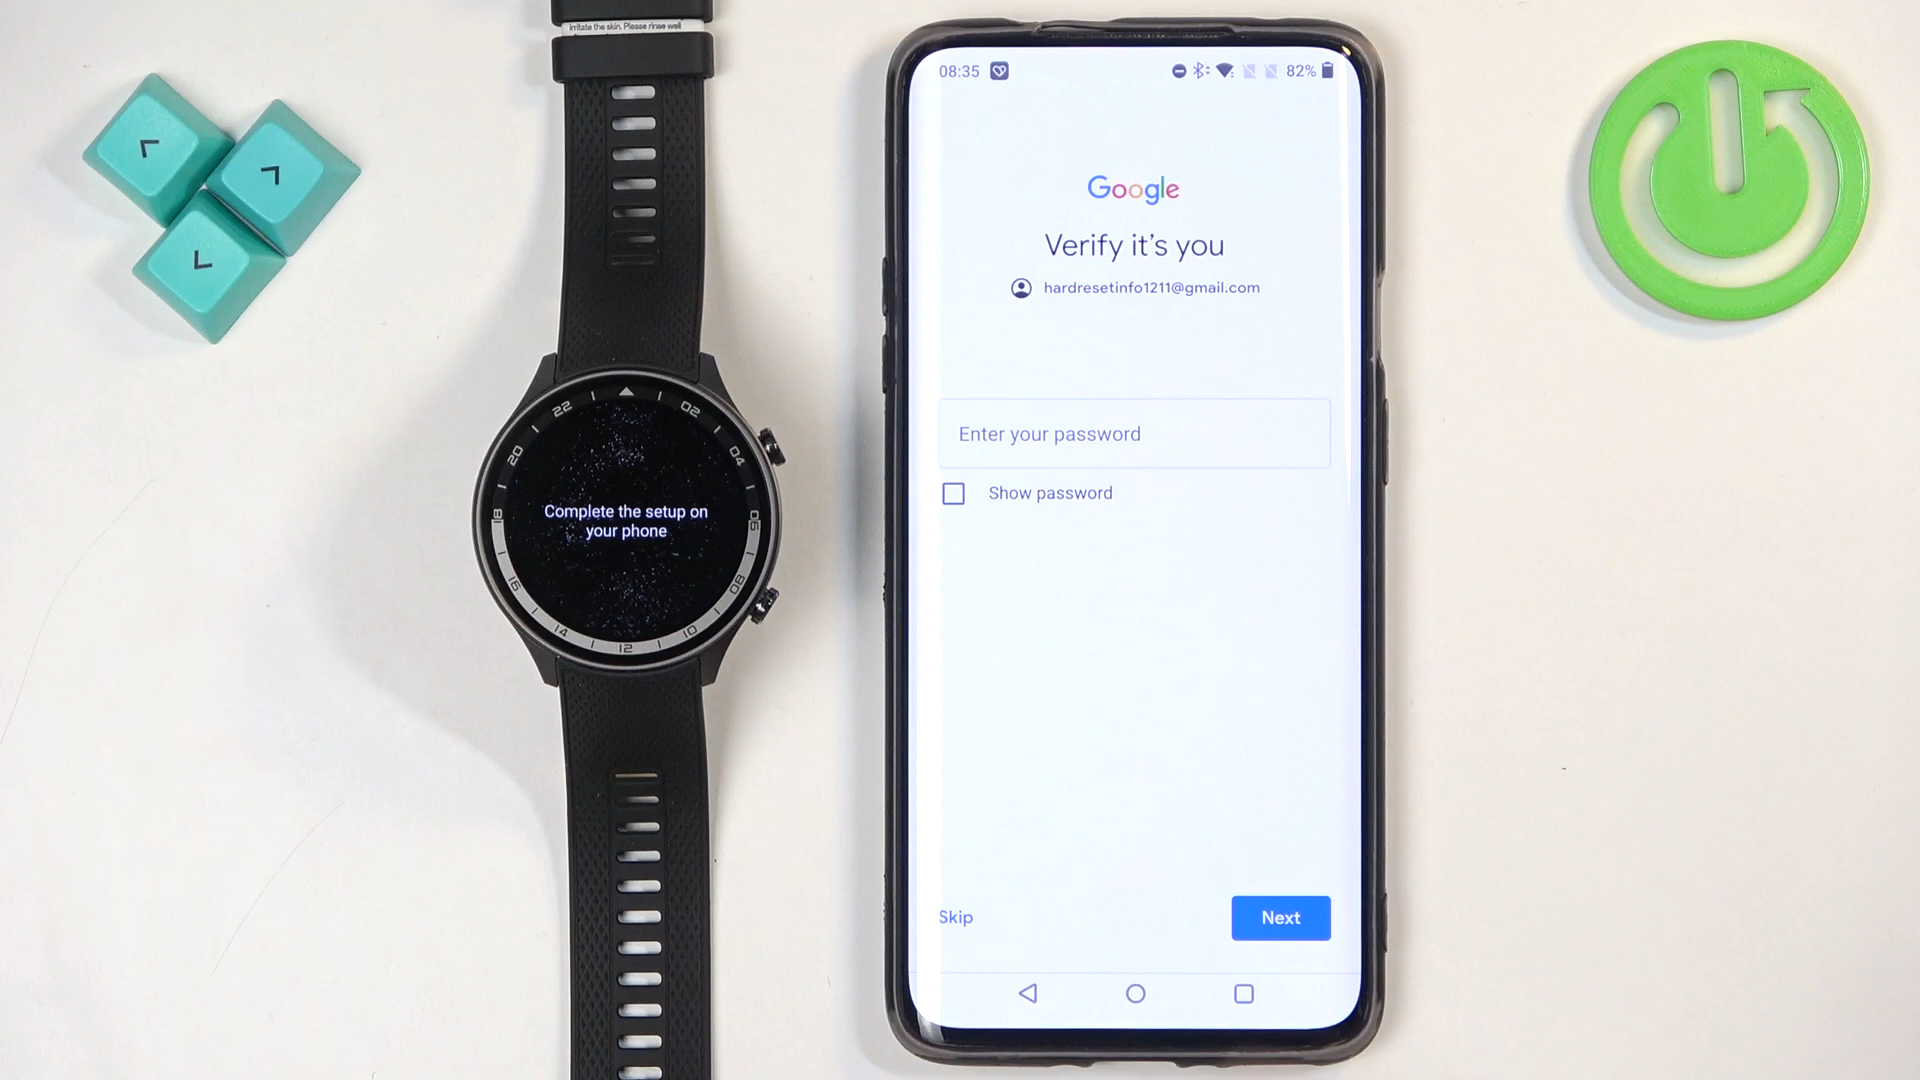 Irritate the skin. Please rinse well
08:35
82%
Google
Verify it's you
hardresetinfo1211@gmail.com
Enter your password
Show password
Skip
Next
Complete the setup on
your phone
02
04
06
08
10
12
14
16
18
20
22